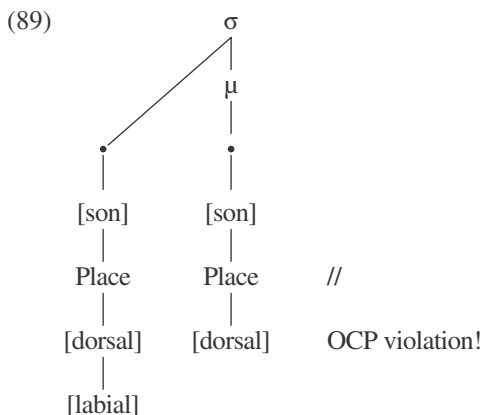 (89) σ
μ
• •
[son] [son]
Place Place //
[dorsal] [dorsal] OCP violation!
[labial]